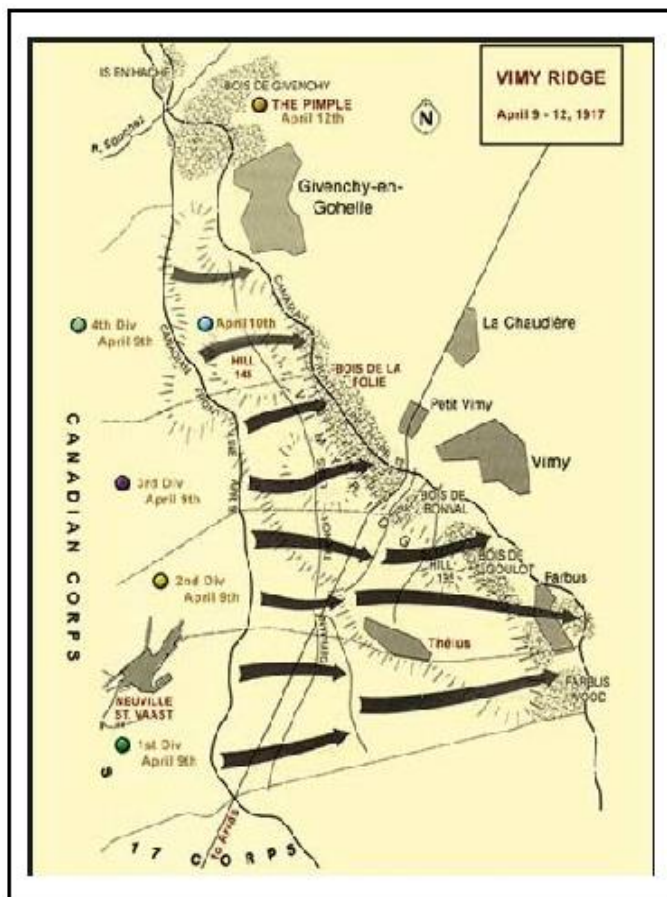 VIMY RIDGE
April 9 - 12, 1917
BOIS DE GIVENCHY
THE PIMPLE
April 12th
N
R. Souchez
Givenchy-en-
Gohelle
4th Div
April 9th
April 10th
La Chaudière
CANADIAN
HILL
145
BOIS DE LA
FOLIE
CANADIAN
Petit Vimy
Vimy
CANADIAN CORPS
3rd Div
April 9th
BOIS DE
BONVAL
2nd Div
April 9th
HILL
135
BOIS DE
Farbus
Thélus
NEUVILLE
ST. VAAST
FARBUS
WOOD
1st Div
April 9th
to Arras
17 CORPS